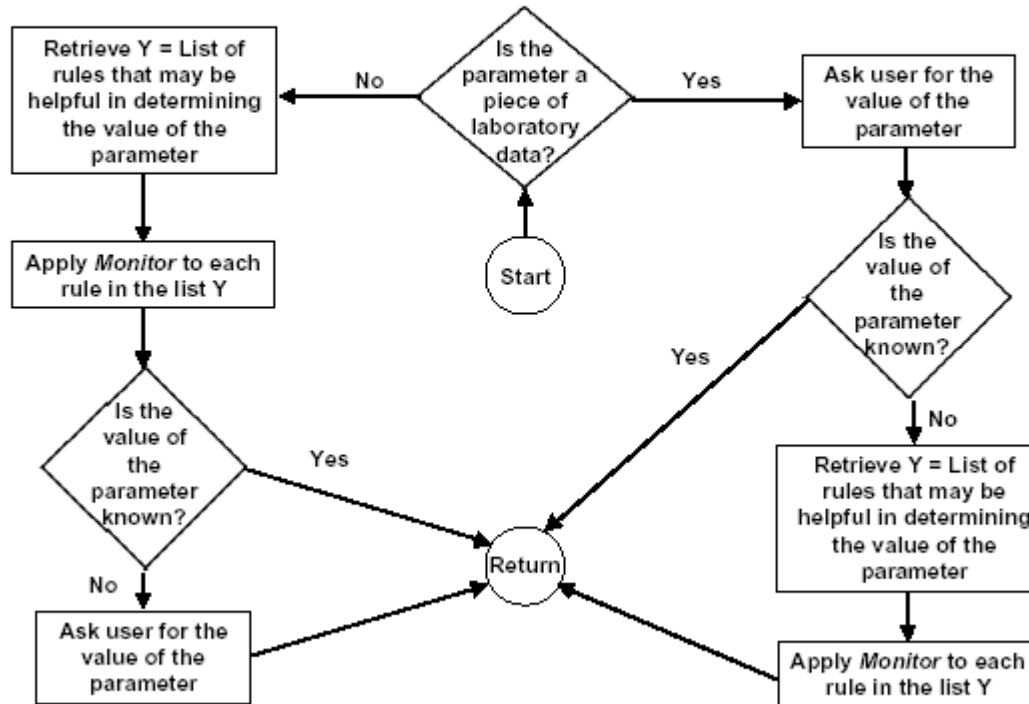 Retrieve Y = List of
rules that may be
helpful in determining
the value of the
parameter
No
Is the
parameter a
piece of
laboratory
data?
Yes
Ask user for the
value of the
parameter
Apply Monitor to each
rule in the list Y
Start
Is the
value of
the
parameter
known?
Yes
No
Is the
value of
the
parameter
known?
Yes
No
Retrieve Y = List of
rules that may be
helpful in determining
the value of the
parameter
Return
Ask user for the
value of the
parameter
Apply Monitor to each
rule in the list Y